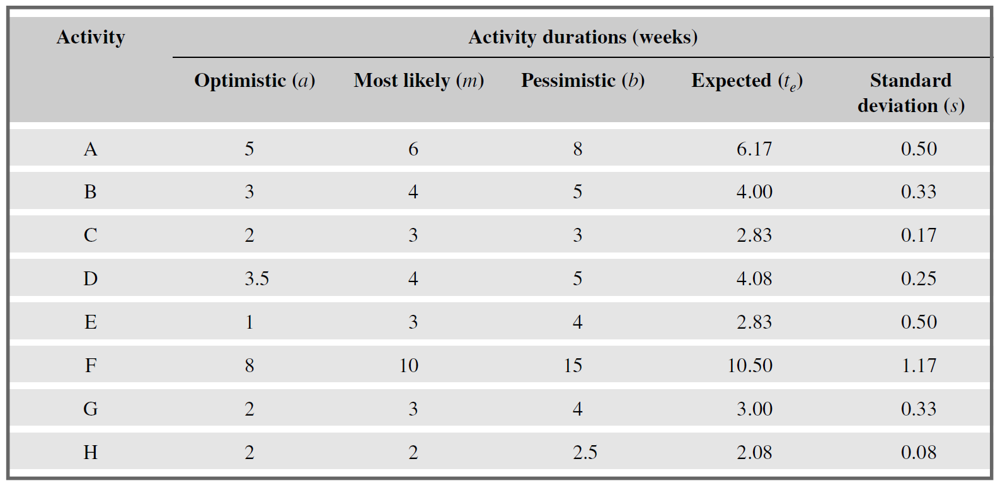 Activity Activity durations (weeks)
Optimistic (a) Most likely (m) Pessimistic (b) Expected (te) Standard
deviation (s)
A 5 6 8 6.17 0.50
B 3 4 5 4.00 0.33
C 2 3 3 2.83 0.17
D 3.5 4 5 4.08 0.25
E 1 3 4 2.83 0.50
F 8 10 15 10.50 1.17
G 2 3 4 3.00 0.33
H 2 2 2.5 2.08 0.08